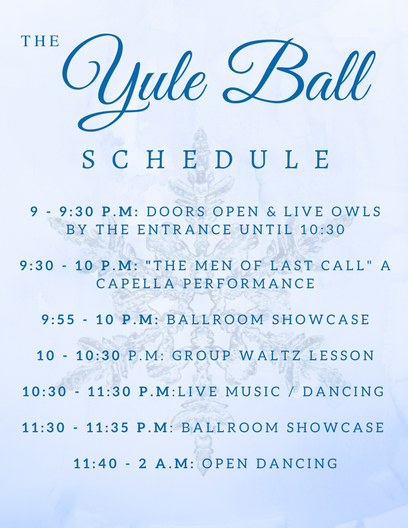 THE
Yule Ball
SCHEDULE
9 - 9:30 P.M: DOORS OPEN & LIVE OWLS
BY THE ENTRANCE UNTIL 10:30
9:30 - 10 P.M: "THE MEN OF LAST CALL" A
CAPELLA PERFORMANCE
9:55 - 10 P.M: BALLROOM SHOWCASE
10 - 10:30 P.M: GROUP WALTZ LESSON
10:30 - 11:30 P.M:LIVE MUSIC / DANCING
11:30 - 11:35 P.M: BALLROOM SHOWCASE
11:40 - 2 A.M: OPEN DANCING